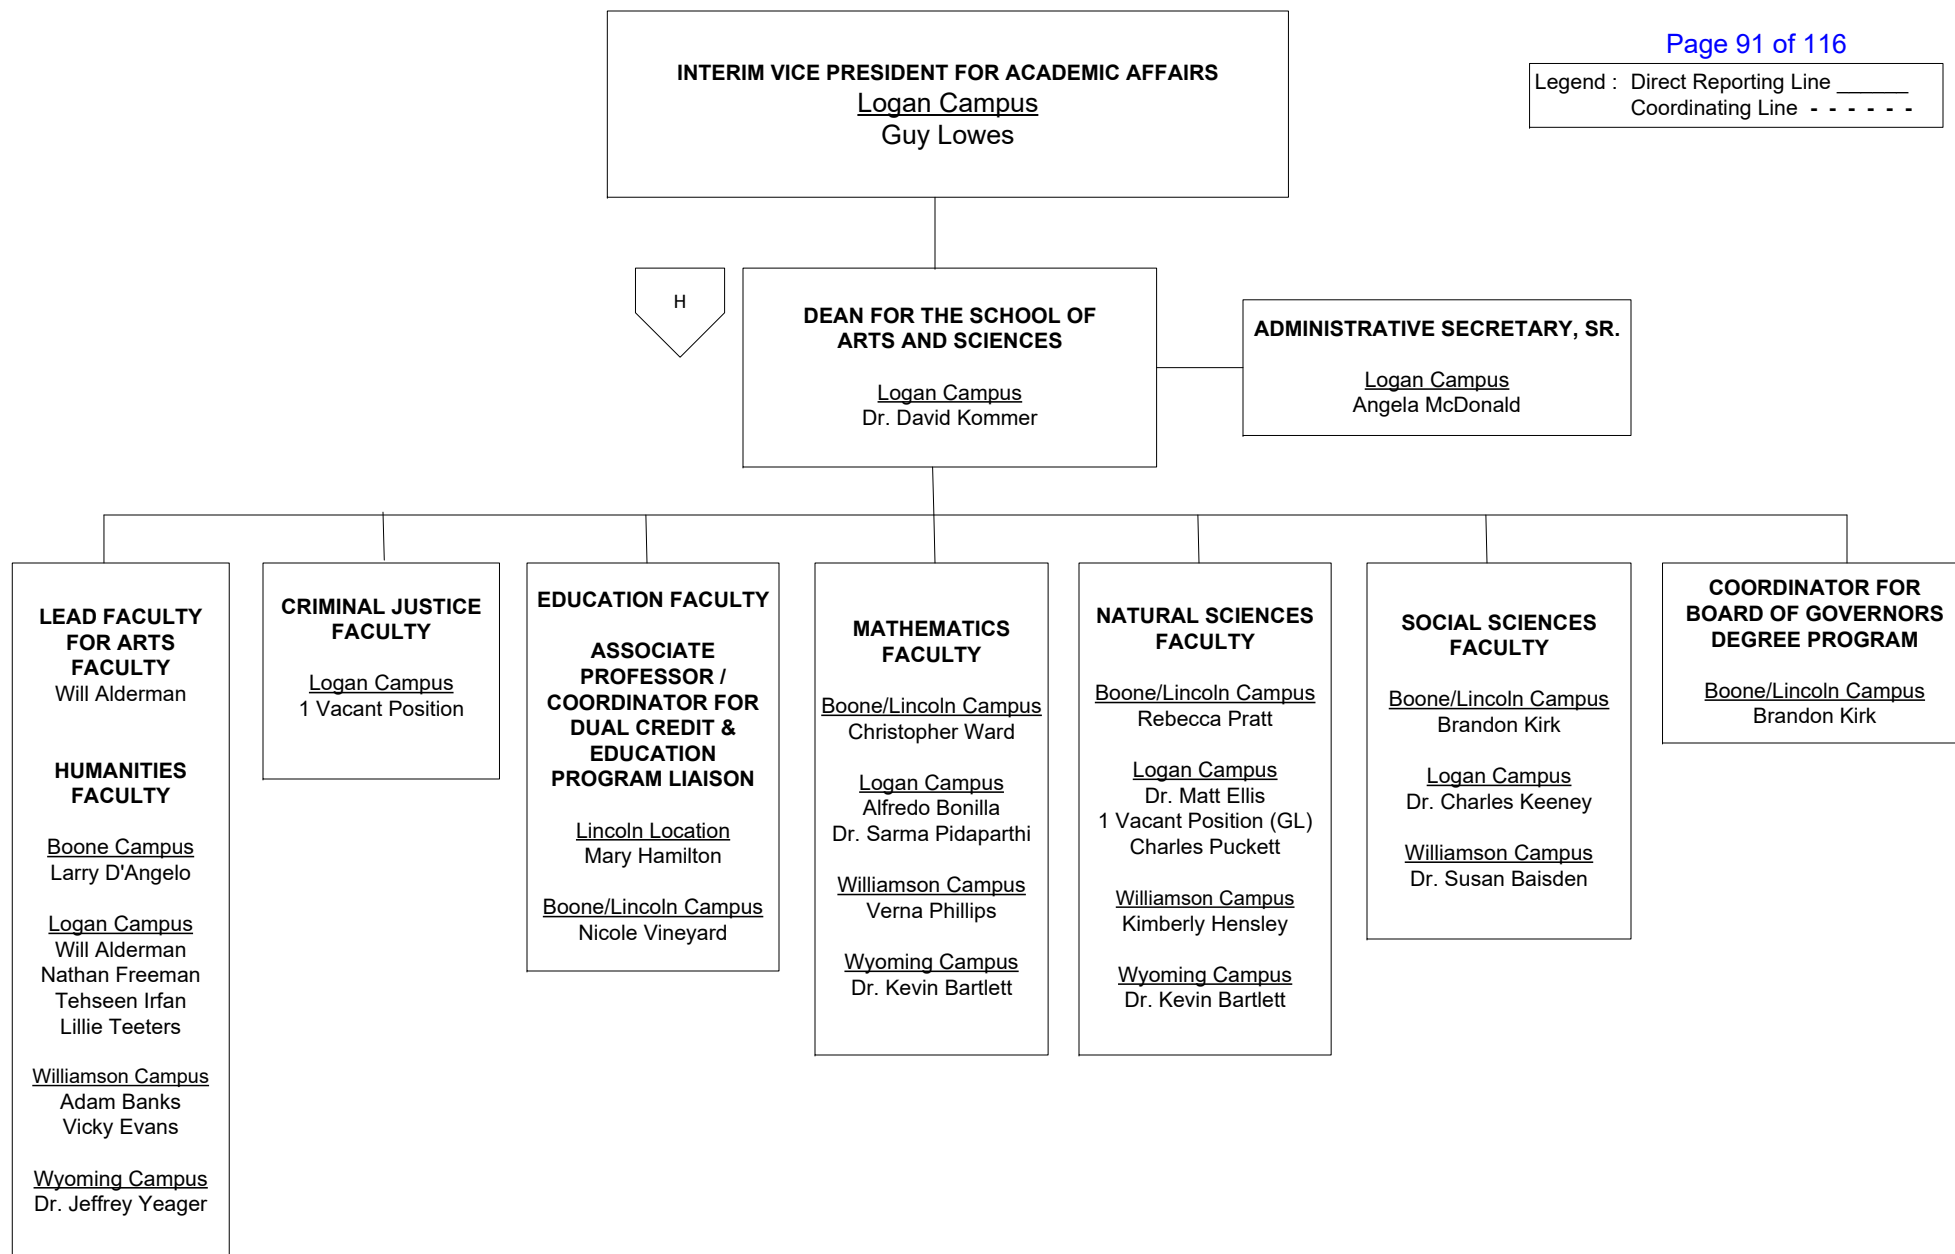 Page 91 of 116
Legend : Direct Reporting Line ______
Coordinating Line - - - - - -
INTERIM VICE PRESIDENT FOR ACADEMIC AFFAIRS
Logan Campus
Guy Lowes
H
DEAN FOR THE SCHOOL OF
ARTS AND SCIENCES
Logan Campus
Dr. David Kommer
ADMINISTRATIVE SECRETARY, SR.
Logan Campus
Angela McDonald
LEAD FACULTY
FOR ARTS
FACULTY
Will Alderman
HUMANITIES
FACULTY
Boone Campus
Larry D'Angelo
Logan Campus
Will Alderman
Nathan Freeman
Tehseen Irfan
Lillie Teeters
Williamson Campus
Adam Banks
Vicky Evans
Wyoming Campus
Dr. Jeffrey Yeager
CRIMINAL JUSTICE
FACULTY
Logan Campus
1 Vacant Position
EDUCATION FACULTY
ASSOCIATE
PROFESSOR /
COORDINATOR FOR
DUAL CREDIT &
EDUCATION
PROGRAM LIAISON
Lincoln Location
Mary Hamilton
Boone/Lincoln Campus
Nicole Vineyard
MATHEMATICS
FACULTY
Boone/Lincoln Campus
Christopher Ward
Logan Campus
Alfredo Bonilla
Dr. Sarma Pidaparthi
Williamson Campus
Verna Phillips
Wyoming Campus
Dr. Kevin Bartlett
NATURAL SCIENCES
FACULTY
Boone/Lincoln Campus
Rebecca Pratt
Logan Campus
Dr. Matt Ellis
1 Vacant Position (GL)
Charles Puckett
Williamson Campus
Kimberly Hensley
Wyoming Campus
Dr. Kevin Bartlett
SOCIAL SCIENCES
FACULTY
Boone/Lincoln Campus
Brandon Kirk
Logan Campus
Dr. Charles Keeney
Williamson Campus
Dr. Susan Baisden
COORDINATOR FOR
BOARD OF GOVERNORS
DEGREE PROGRAM
Boone/Lincoln Campus
Brandon Kirk